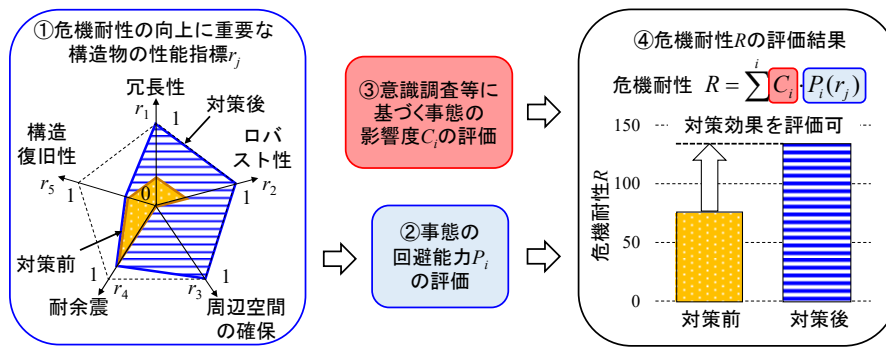 ①危機耐性の向上に重要な
構造物の性能指標rj
冗長性
r1
1
対策後
構造
復旧性
ロバ
スト性
r5
1
0
1
r2
対策前
1
r4
r3
1
耐余震
周辺空間
の確保
③意識調査等に
基づく事態の
影響度Ciの評価
②事態の
回避能力Pi
の評価
④危機耐性Rの評価結果
危機耐性 R=∑i Ci·Pi(rj)
150
対策効果を評価可
100
50
0
危機耐性R
対策前
対策後